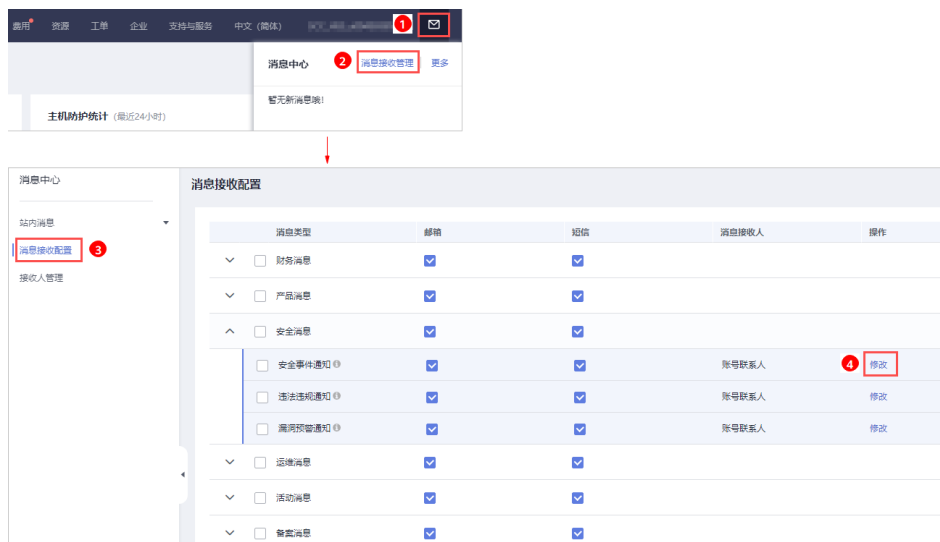 费用 资源 工单 企业 支持与服务 中文（简体） 1
消息中心 2 消息接收管理 更多
暂无新消息哦！
主机防护统计（最近24小时）
消息中心
消息接收配置
站内消息
消息接收配置 3
接收人管理
消息类型 邮箱 短信 消息接收人 操作
财务消息
产品消息
安全消息
安全事件通知 账号联系人 4 修改
违法违规通知 账号联系人 修改
漏洞预警通知 账号联系人 修改
运维消息
活动消息
备案消息